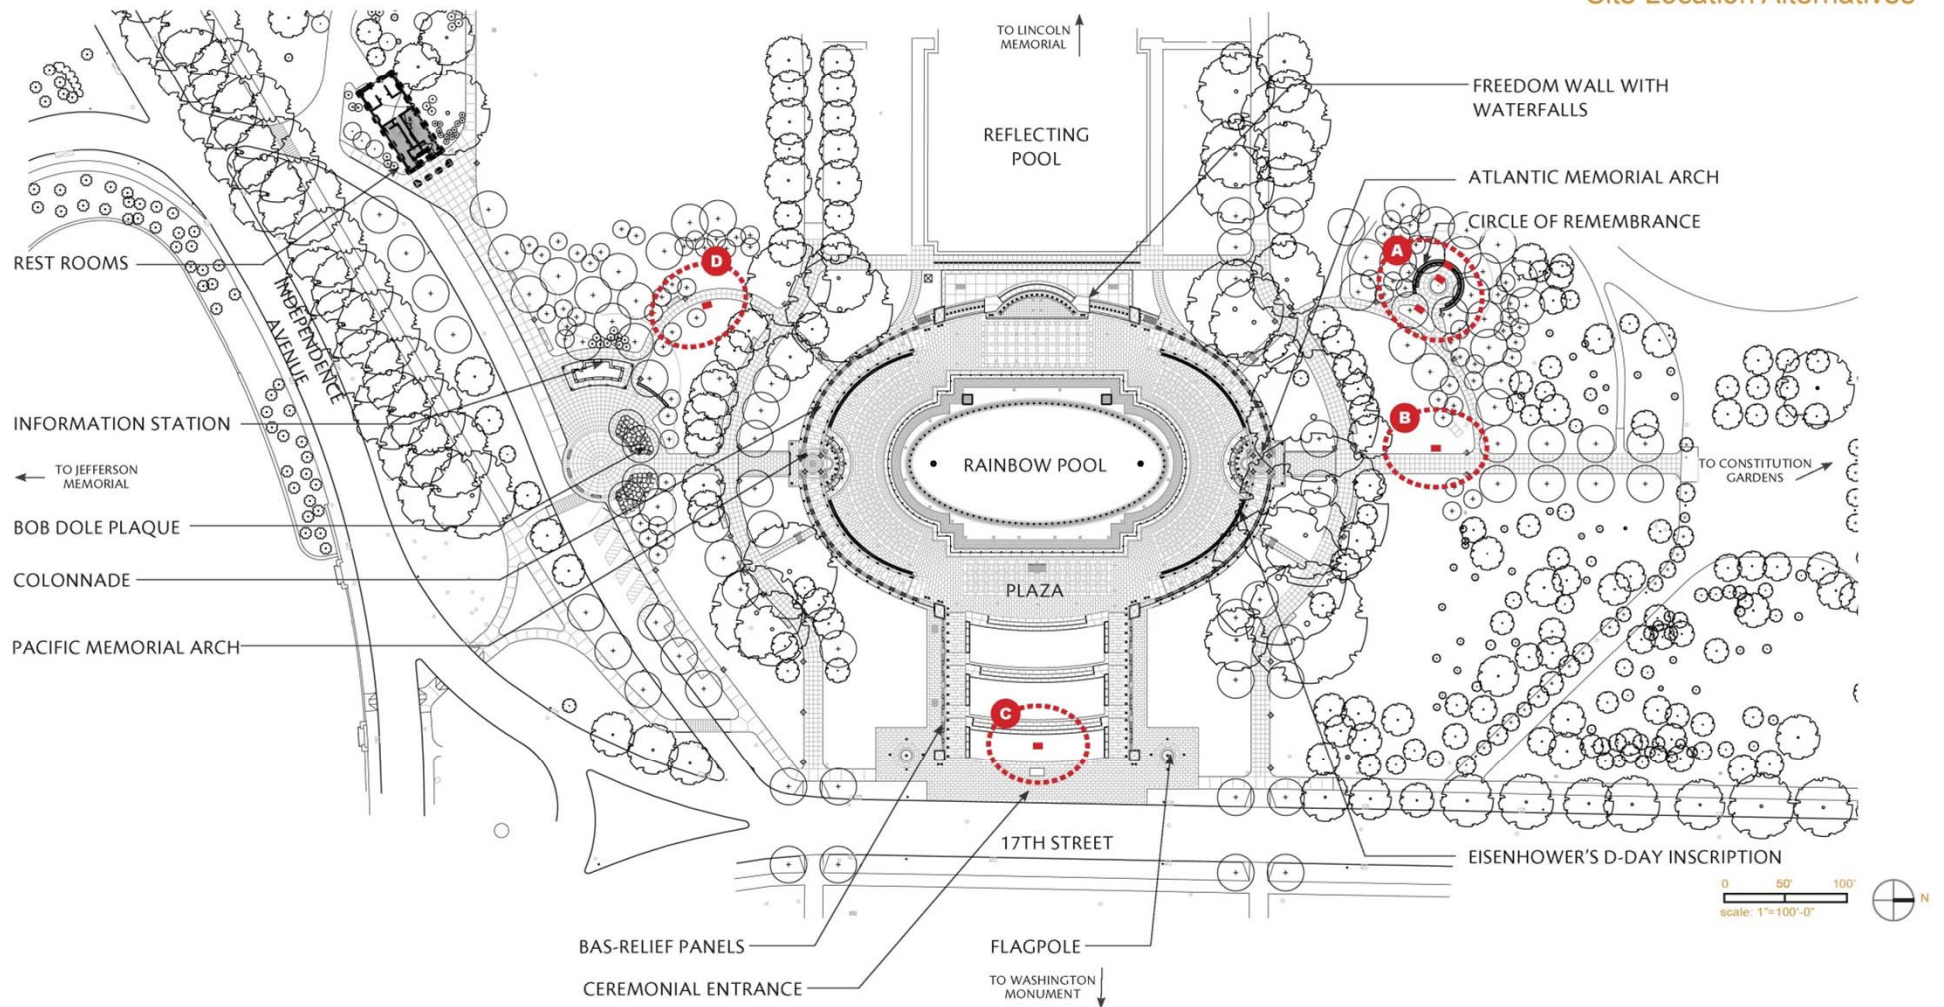 Site Location Alternatives
TO LINCOLN
MEMORIAL
FREEDOM WALL WITH
WATERFALLS
REFLECTING
POOL
ATLANTIC MEMORIAL ARCH
CIRCLE OF REMEMBRANCE
A
D
REST ROOMS
INDEPENDENCE
AVENUE
B
INFORMATION STATION
TO JEFFERSON
MEMORIAL
RAINBOW POOL
TO CONSTITUTION
GARDENS
BOB DOLE PLAQUE
COLONNADE
PLAZA
PACIFIC MEMORIAL ARCH
C
17TH STREET
EISENHOWER'S D-DAY INSCRIPTION
0 50' 100'
scale: 1"=100'-0"
N
BAS-RELIEF PANELS
FLAGPOLE
CEREMONIAL ENTRANCE
TO WASHINGTON
MONUMENT